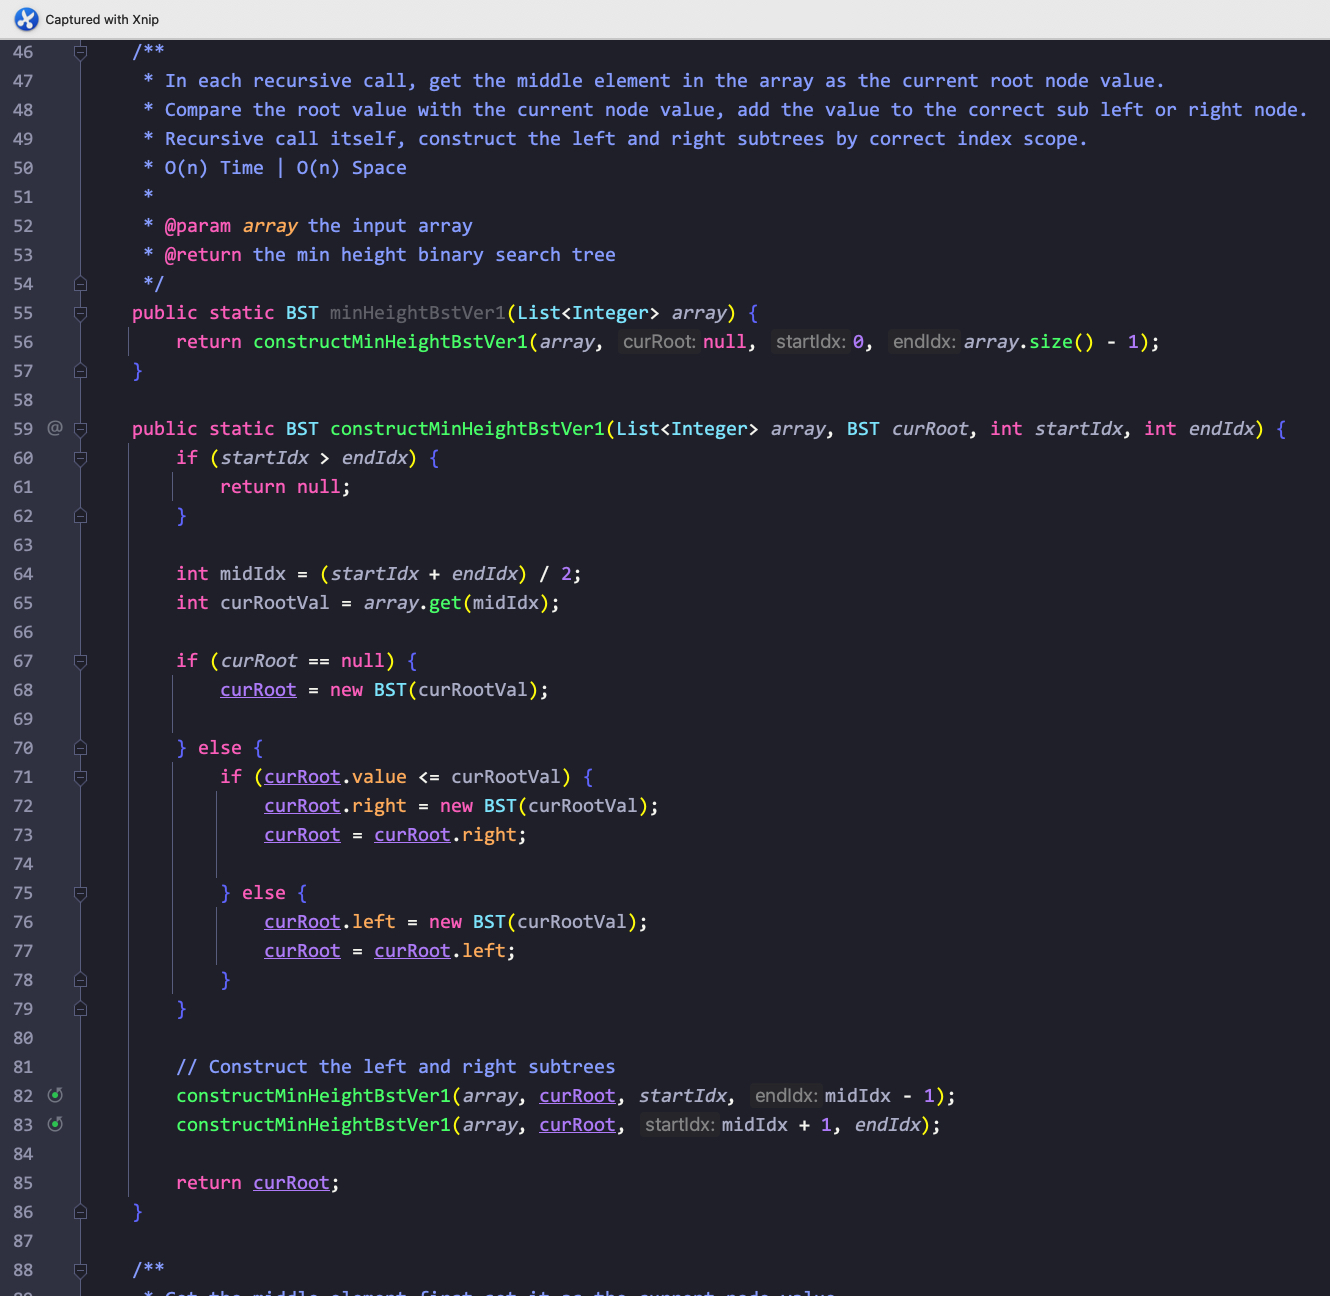 Captured with Xnip
46 /**
47 * In each recursive call, get the middle element in the array as the current root node value.
48 * Compare the root value with the current node value, add the value to the correct sub left or right node.
49 * Recursive call itself, construct the left and right subtrees by correct index scope.
50 * O(n) Time | O(n) Space
51 *
52 * @param array the input array
53 * @return the min height binary search tree
54 */
55 public static BST minHeightBstVer1(List<Integer> array) {
56 return constructMinHeightBstVer1(array, curRoot: null, startIdx: 0, endIdx: array.size() - 1);
57 }
58
59 @ public static BST constructMinHeightBstVer1(List<Integer> array, BST curRoot, int startIdx, int endIdx) {
60 if (startIdx > endIdx) {
61 return null;
62 }
63
64 int midIdx = (startIdx + endIdx) / 2;
65 int curRootVal = array.get(midIdx);
66
67 if (curRoot == null) {
68 curRoot = new BST(curRootVal);
69
70 } else {
71 if (curRoot.value <= curRootVal) {
72 curRoot.right = new BST(curRootVal);
73 curRoot = curRoot.right;
74
75 } else {
76 curRoot.left = new BST(curRootVal);
77 curRoot = curRoot.left;
78 }
79 }
80
81 // Construct the left and right subtrees
82 constructMinHeightBstVer1(array, curRoot, startIdx, endIdx: midIdx - 1);
83 constructMinHeightBstVer1(array, curRoot, startIdx: midIdx + 1, endIdx);
84
85 return curRoot;
86 }
87
88 /**